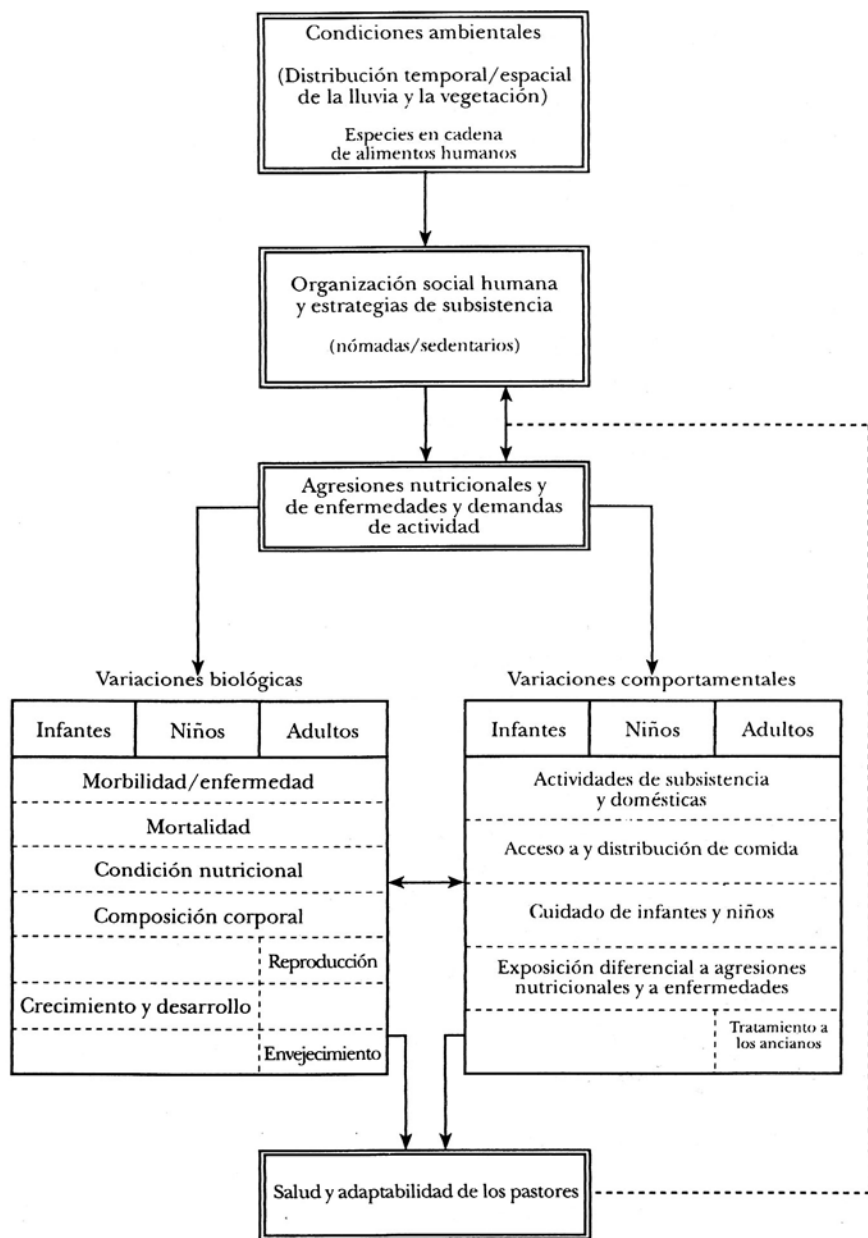 Condiciones ambientales
(Distribución temporal/espacial
de la lluvia y la vegetación)
Especies en cadena
de alimentos humanos
Organización social humana
y estrategias de subsistencia
(nómadas/sedentarios)
Agresiones nutricionales y
de enfermedades y demandas
de actividad
Variaciones biológicas
Infantes
Niños
Adultos
Morbilidad/enfermedad
Mortalidad
Condición nutricional
Composición corporal
Reproducción
Crecimiento y desarrollo
Envejecimiento
Variaciones comportamentales
Infantes
Niños
Adultos
Actividades de subsistencia
y domésticas
Acceso a y distribución de comida
Cuidado de infantes y niños
Exposición diferencial a agresiones
nutricionales y a enfermedades
Tratamiento a
los ancianos
Salud y adaptabilidad de los pastores